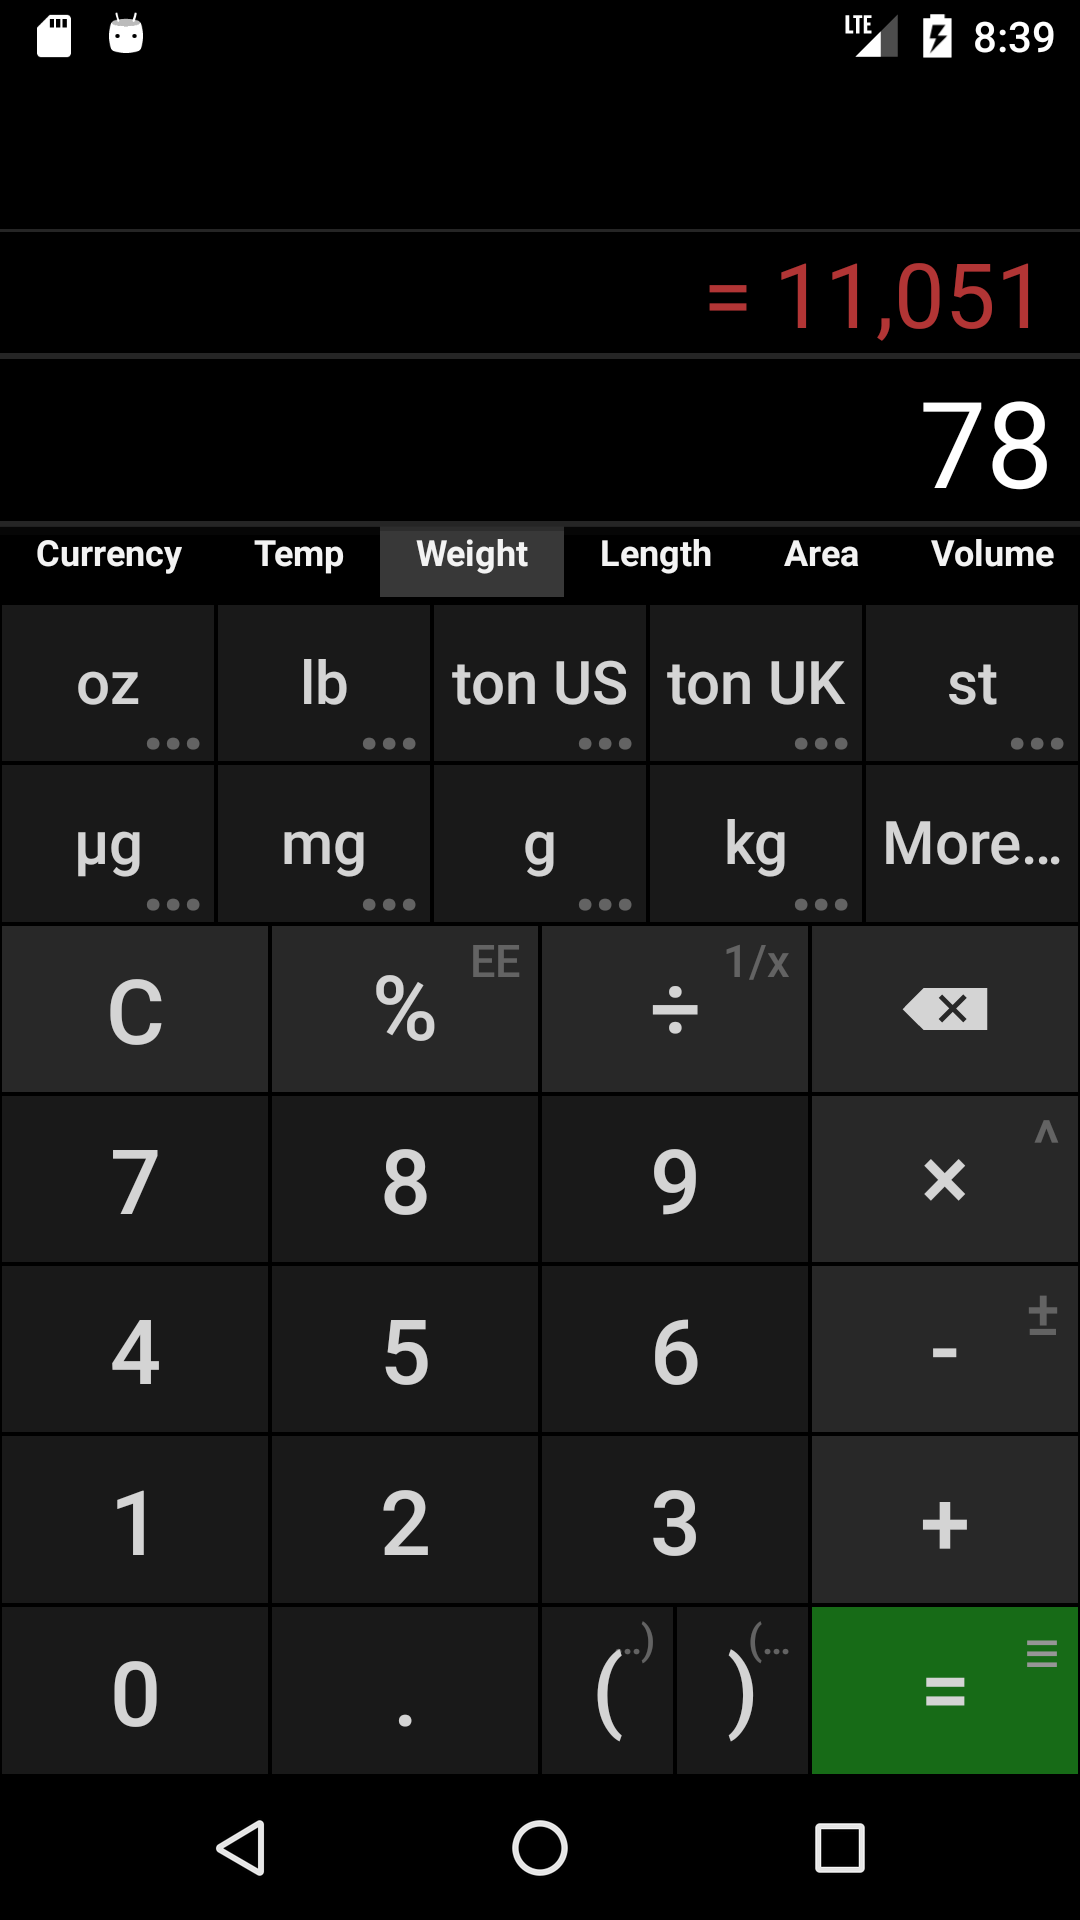 LTE 8:39
= 11,051
78
Currency Temp Weight Length Area Volume
oz lb ton US ton UK st
µg mg g kg More...
C % EE ÷ 1/x
7 8 9 × ^
4 5 6 - ±
1 2 3 +
0 . ( ..) ) (... =